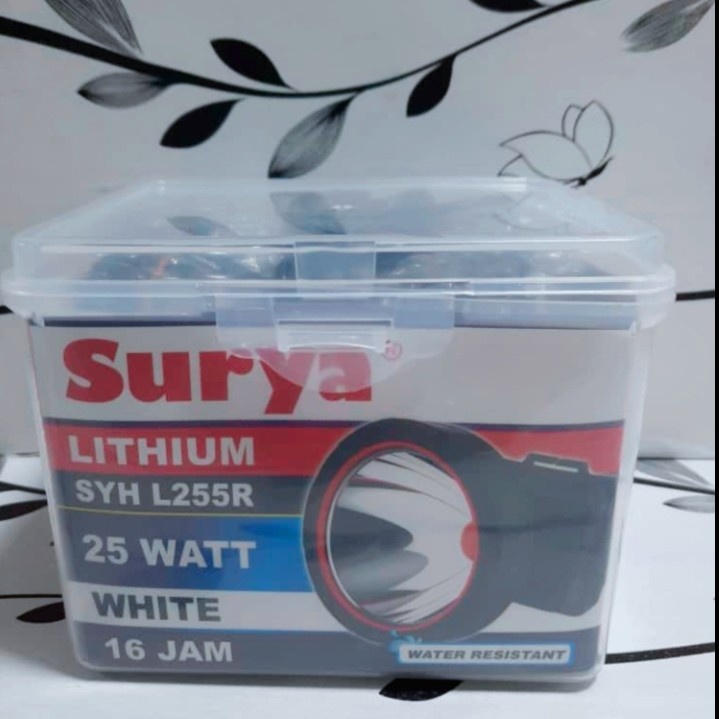 Surya®
LITHIUM
SYH L255R
25 WATT
WHITE
16 JAM
WATER RESISTANT